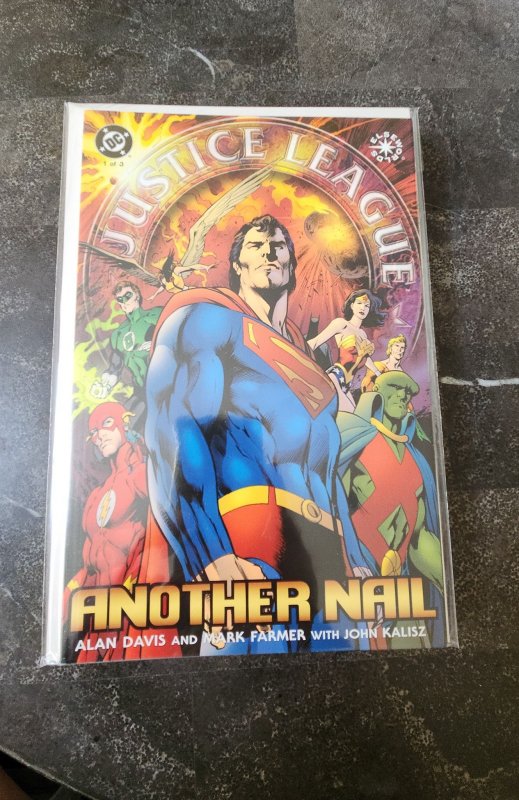 DC
1 of 3
JUSTICE LEAGUE
ELSEWORLDS
ANOTHER NAIL
ALAN DAVIS AND MARK FARMER WITH JOHN KALISZ